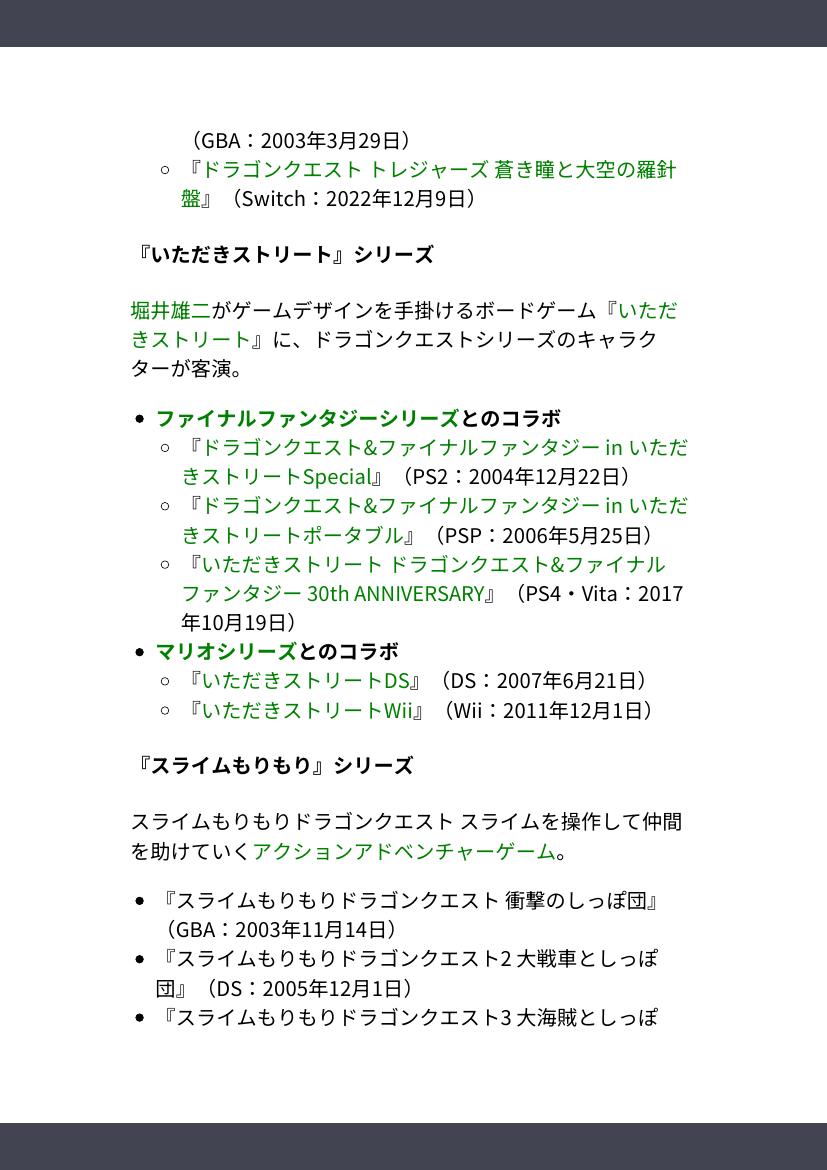 （GBA：2003年3月29日）
『ドラゴンクエスト トレジャーズ 蒼き瞳と大空の羅針
盤』（Switch：2022年12月9日）
『いただきストリート』シリーズ
堀井雄二がゲームデザインを手掛けるボードゲーム『いただ
きストリート』に、ドラゴンクエストシリーズのキャラク
ターが客演。
ファイナルファンタジーシリーズとのコラボ
『ドラゴンクエスト&ファイナルファンタジー in いただ
きストリートSpecial』（PS2：2004年12月22日）
『ドラゴンクエスト&ファイナルファンタジー in いただ
きストリートポータブル』（PSP：2006年5月25日）
『いただきストリート ドラゴンクエスト&ファイナル
ファンタジー 30th ANNIVERSARY』（PS4・Vita：2017
年10月19日）
マリオシリーズとのコラボ
『いただきストリートDS』（DS：2007年6月21日）
『いただきストリートWii』（Wii：2011年12月1日）
『スライムもりもり』シリーズ
スライムもりもりドラゴンクエスト スライムを操作して仲間
を助けていくアクションアドベンチャーゲーム。
『スライムもりもりドラゴンクエスト 衝撃のしっぽ団』
（GBA：2003年11月14日）
『スライムもりもりドラゴンクエスト2 大戦車としっぽ
団』（DS：2005年12月1日）
『スライムもりもりドラゴンクエスト3 大海賊としっぽ